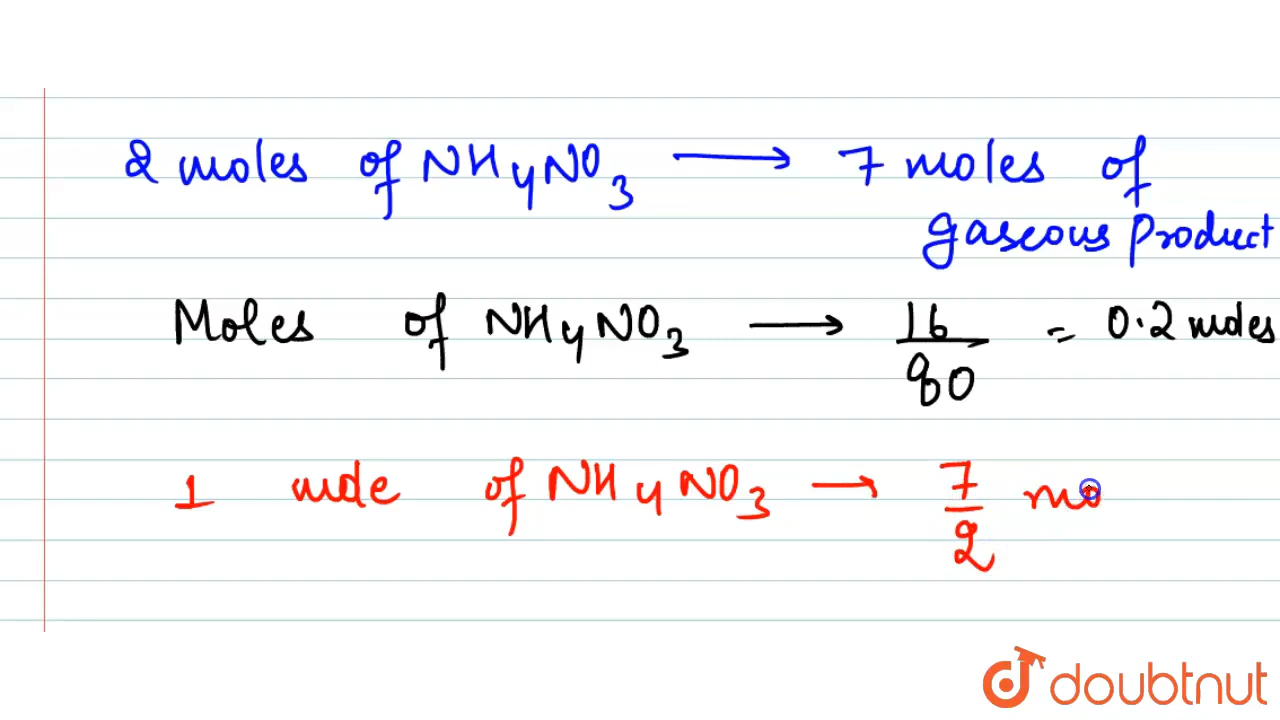 2 moles of NH4NO3 → 7 moles of
gaseous product
Moles of NH4NO3 → 16/80 = 0.2 moles
1 mole of NH4NO3 → 7/2 mo
doubtnut